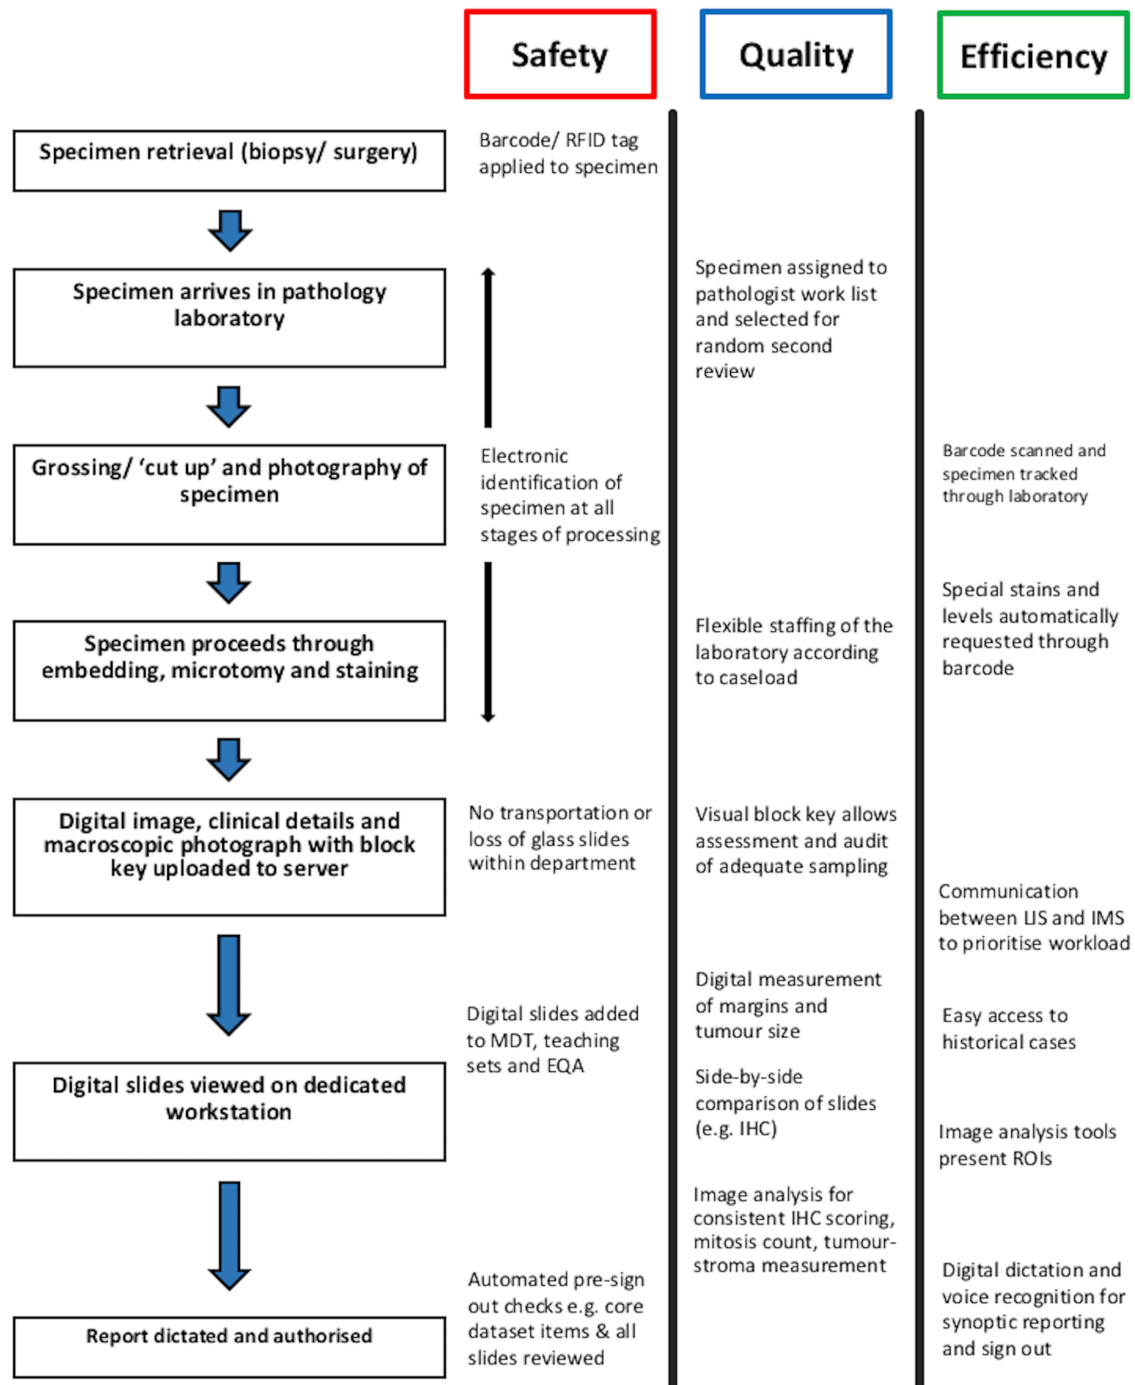 Safety
Quality
Efficiency
Specimen retrieval (biopsy/ surgery)
Barcode/ RFID tag
applied to specimen
Specimen arrives in pathology
laboratory
Specimen assigned to
pathologist work list
and selected for
random second
review
Grossing/ ‘cut up’ and photography of
specimen
Electronic
identification of
specimen at all
stages of processing
Barcode scanned and
specimen tracked
through laboratory
Specimen proceeds through
embedding, microtomy and staining
Flexible staffing of the
laboratory according
to caseload
Special stains and
levels automatically
requested through
barcode
Digital image, clinical details and
macroscopic photograph with block
key uploaded to server
No transportation or
loss of glass slides
within department
Visual block key allows
assessment and audit
of adequate sampling
Communication
between LIS and IMS
to prioritise workload
Digital slides viewed on dedicated
workstation
Digital slides added
to MDT, teaching
sets and EQA
Digital measurement
of margins and
tumour size
Side-by-side
comparison of slides
(e.g. IHC)
Easy access to
historical cases
Image analysis tools
present ROIs
Image analysis for
consistent IHC scoring,
mitosis count, tumour-
stroma measurement
Report dictated and authorised
Automated pre-sign
out checks e.g. core
dataset items & all
slides reviewed
Digital dictation and
voice recognition for
synoptic reporting
and sign out